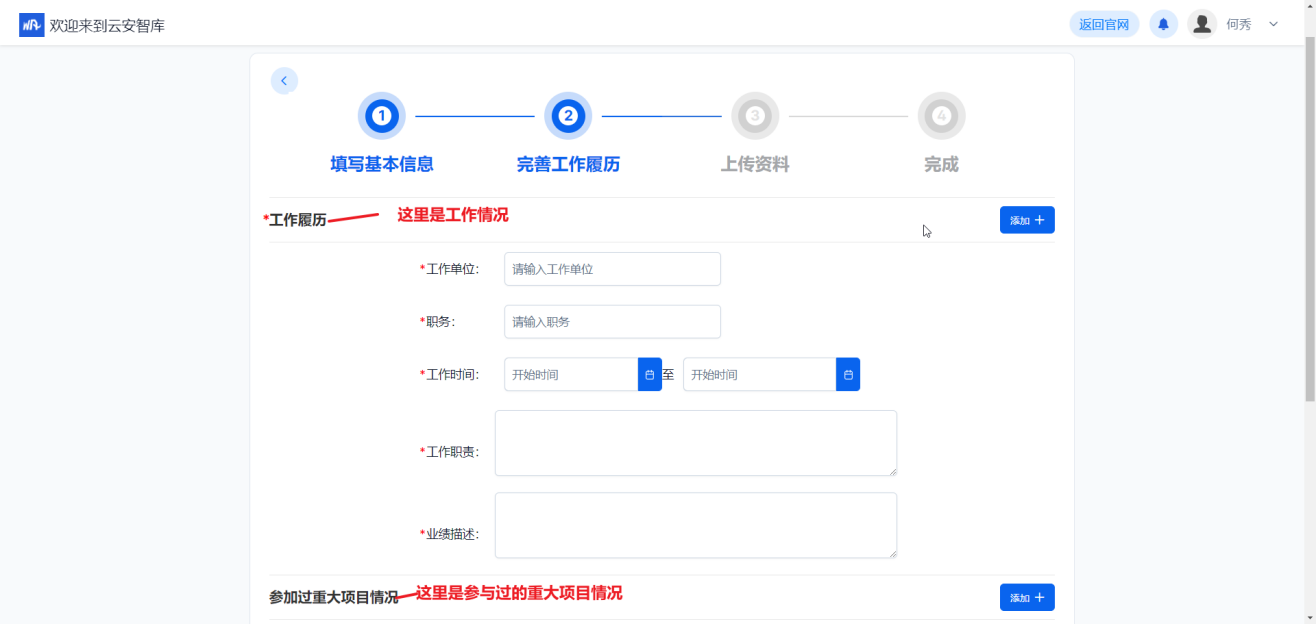 欢迎来到云安智库
返回官网
何秀
1 2 3 4
填写基本信息 完善工作履历 上传资料 完成
*工作履历 这里是工作情况 添加 +
*工作单位: 请输入工作单位
*职务: 请输入职务
*工作时间: 开始时间 至 开始时间
*工作职责:
*业绩描述:
参加过重大项目情况 这里是参与过的重大项目情况 添加 +